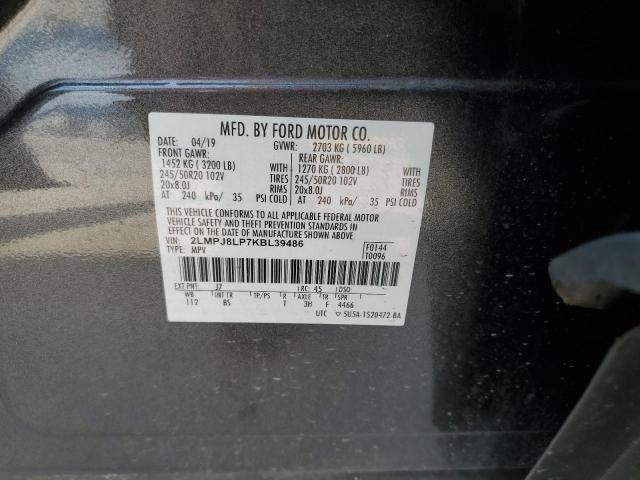 MFD. BY FORD MOTOR CO.
DATE: 04/19 GVWR: 2703 KG ( 5960 LB)
FRONT GAWR: REAR GAWR:
1452 KG ( 3200 LB) WITH 1270 KG ( 2800 LB) WITH
245/50R20 102V TIRES 245/50R20 102V TIRES
20x8.0J RIMS 20x8.0J RIMS
AT 240 kPa/ 35 PSI COLD AT 240 kPa/ 35 PSI COLD
THIS VEHICLE CONFORMS TO ALL APPLICABLE FEDERAL MOTOR
VEHICLE SAFETY AND THEFT PREVENTION STANDARDS IN
EFFECT ON THE DATE OF MANUFACTURE SHOWN ABOVE.
VIN: 2LMPJ8LP7KBL39486 F0144
TYPE: MPV T0096
EXT PNT: J7 RC: 45 DSO:
WB INT TR TP/PS R AXLE TR SPR
112 BS T 3H F 4466
UTC ▽ 5U5A-1520472-BA